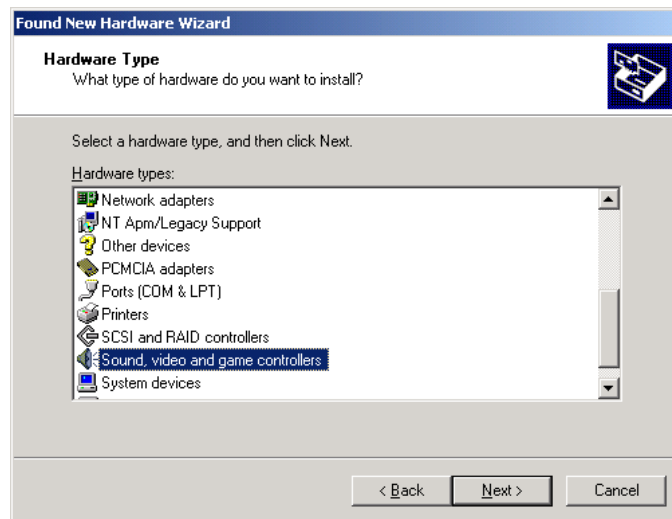 Found New Hardware Wizard
Hardware Type
What type of hardware do you want to install?
Select a hardware type, and then click Next.
Hardware types:
Network adapters
NT Apm/Legacy Support
Other devices
PCMCIA adapters
Ports (COM & LPT)
Printers
SCSI and RAID controllers
Sound, video and game controllers
System devices
< Back Next > Cancel